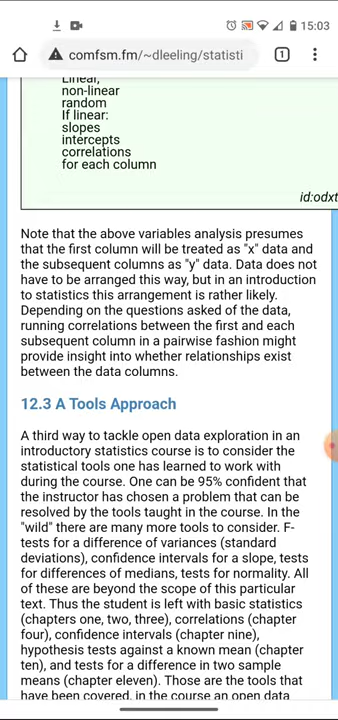 15:03
comfsm.fm/~dleeling/statisti
1
Linear,
non-linear
random
If linear:
slopes
intercepts
correlations
for each column
id:odxt
Note that the above variables analysis presumes
that the first column will be treated as "x" data and
the subsequent columns as "y" data. Data does not
have to be arranged this way, but in an introduction
to statistics this arrangement is rather likely.
Depending on the questions asked of the data,
running correlations between the first and each
subsequent column in a pairwise fashion might
provide insight into whether relationships exist
between the data columns.
12.3 A Tools Approach
A third way to tackle open data exploration in an
introductory statistics course is to consider the
statistical tools one has learned to work with
during the course. One can be 95% confident that
the instructor has chosen a problem that can be
resolved by the tools taught in the course. In the
"wild" there are many more tools to consider. F-
tests for a difference of variances (standard
deviations), confidence intervals for a slope, tests
for differences of medians, tests for normality. All
of these are beyond the scope of this particular
text. Thus the student is left with basic statistics
(chapters one, two, three), correlations (chapter
four), confidence intervals (chapter nine),
hypothesis tests against a known mean (chapter
ten), and tests for a difference in two sample
means (chapter eleven). Those are the tools that
have been covered, in the course an open data